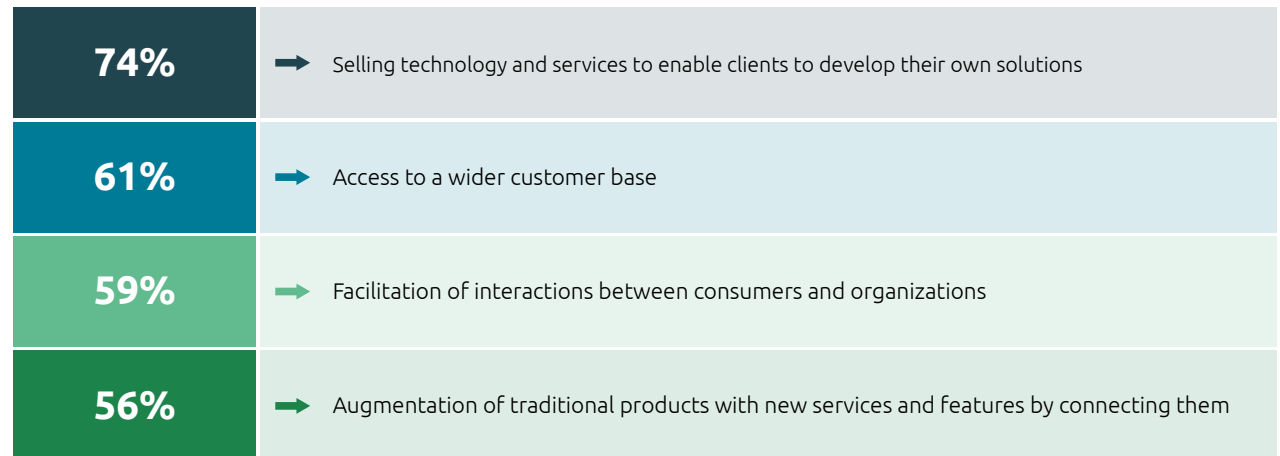 74%
Selling technology and services to enable clients to develop their own solutions
61%
Access to a wider customer base
59%
Facilitation of interactions between consumers and organizations
56%
Augmentation of traditional products with new services and features by connecting them